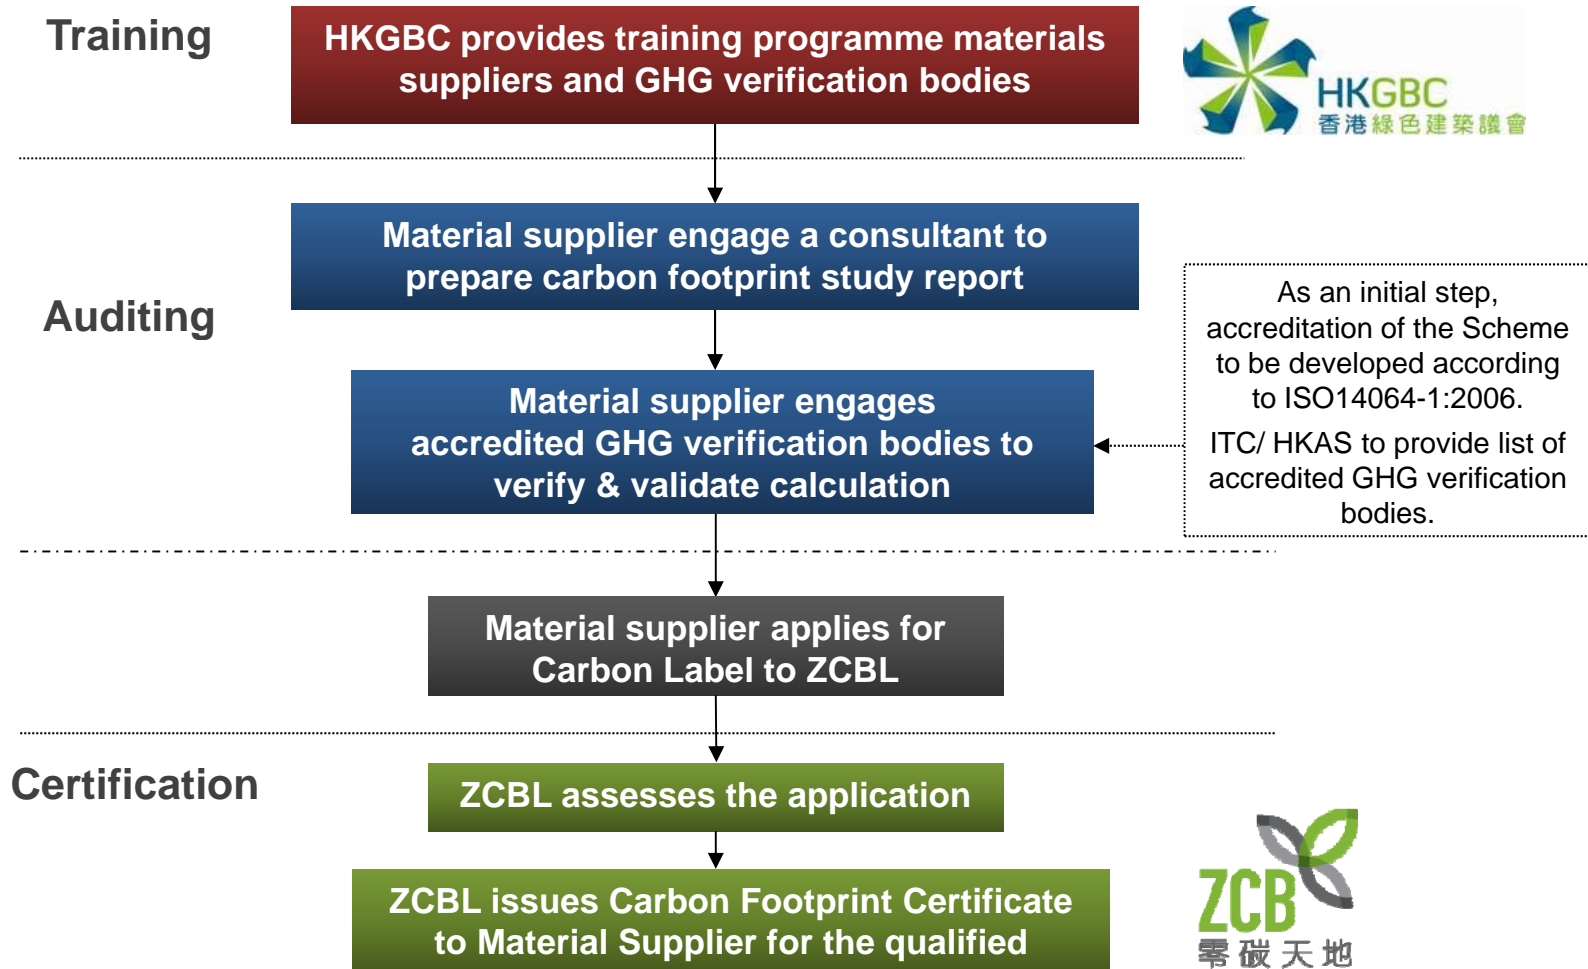 Training
HKGBC provides training programme materials
suppliers and GHG verification bodies
HKGBC
香港綠色建築議會
Material supplier engage a consultant to
prepare carbon footprint study report
Auditing
As an initial step,
accreditation of the Scheme
to be developed according
to ISO14064-1:2006.
ITC/ HKAS to provide list of
accredited GHG verification
bodies.
Material supplier engages
accredited GHG verification bodies to
verify & validate calculation
Material supplier applies for
Carbon Label to ZCBL
Certification
ZCBL assesses the application
ZCBL issues Carbon Footprint Certificate
to Material Supplier for the qualified
ZCB
零碳天地